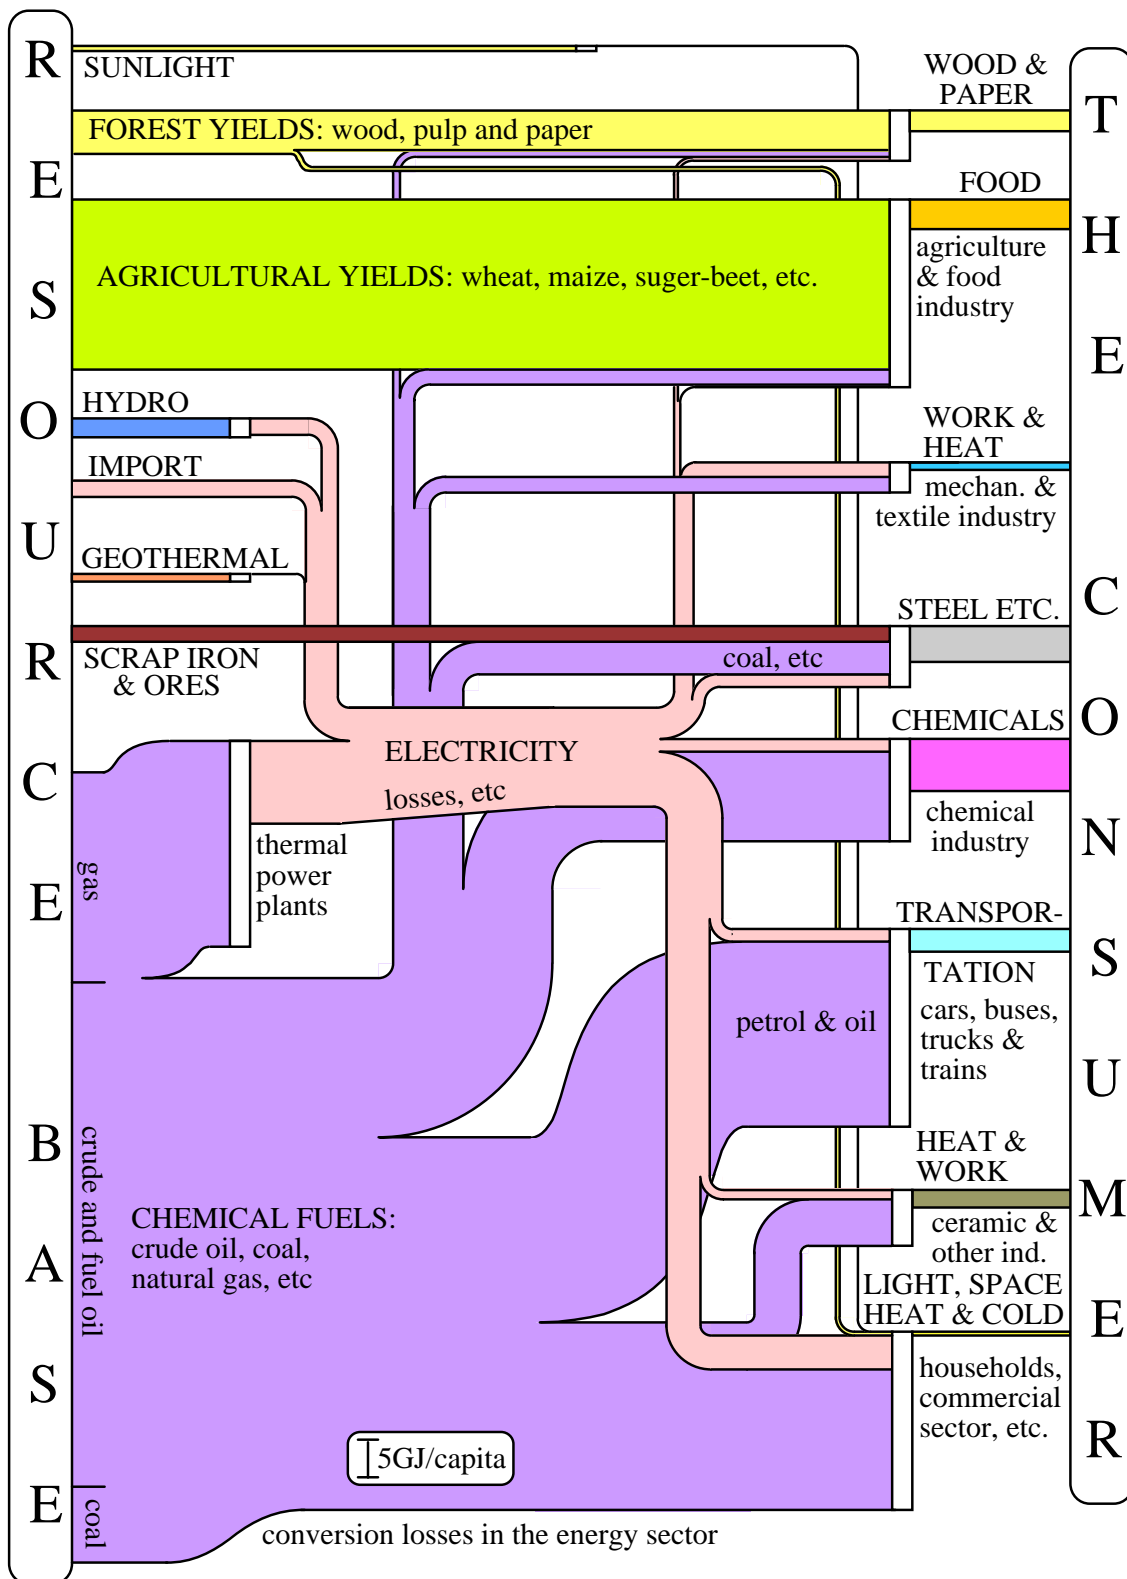 RESOURCE BASE
SUNLIGHT
WOOD &
PAPER
FOREST YIELDS: wood, pulp and paper
FOOD
AGRICULTURAL YIELDS: wheat, maize, suger-beet, etc.
agriculture
& food
industry
HYDRO
WORK &
HEAT
IMPORT
mechan. &
textile industry
GEOTHERMAL
STEEL ETC.
SCRAP IRON
& ORES
coal, etc
CHEMICALS
ELECTRICITY
losses, etc
chemical
industry
thermal
power
plants
gas
TRANSPOR-
TATION
cars, buses,
trucks &
trains
petrol & oil
crude and fuel oil
HEAT &
WORK
CHEMICAL FUELS:
crude oil, coal,
natural gas, etc
ceramic &
other ind.
LIGHT, SPACE
HEAT & COLD
households,
commercial
sector, etc.
5GJ/capita
coal
conversion losses in the energy sector
THE CONSUMER